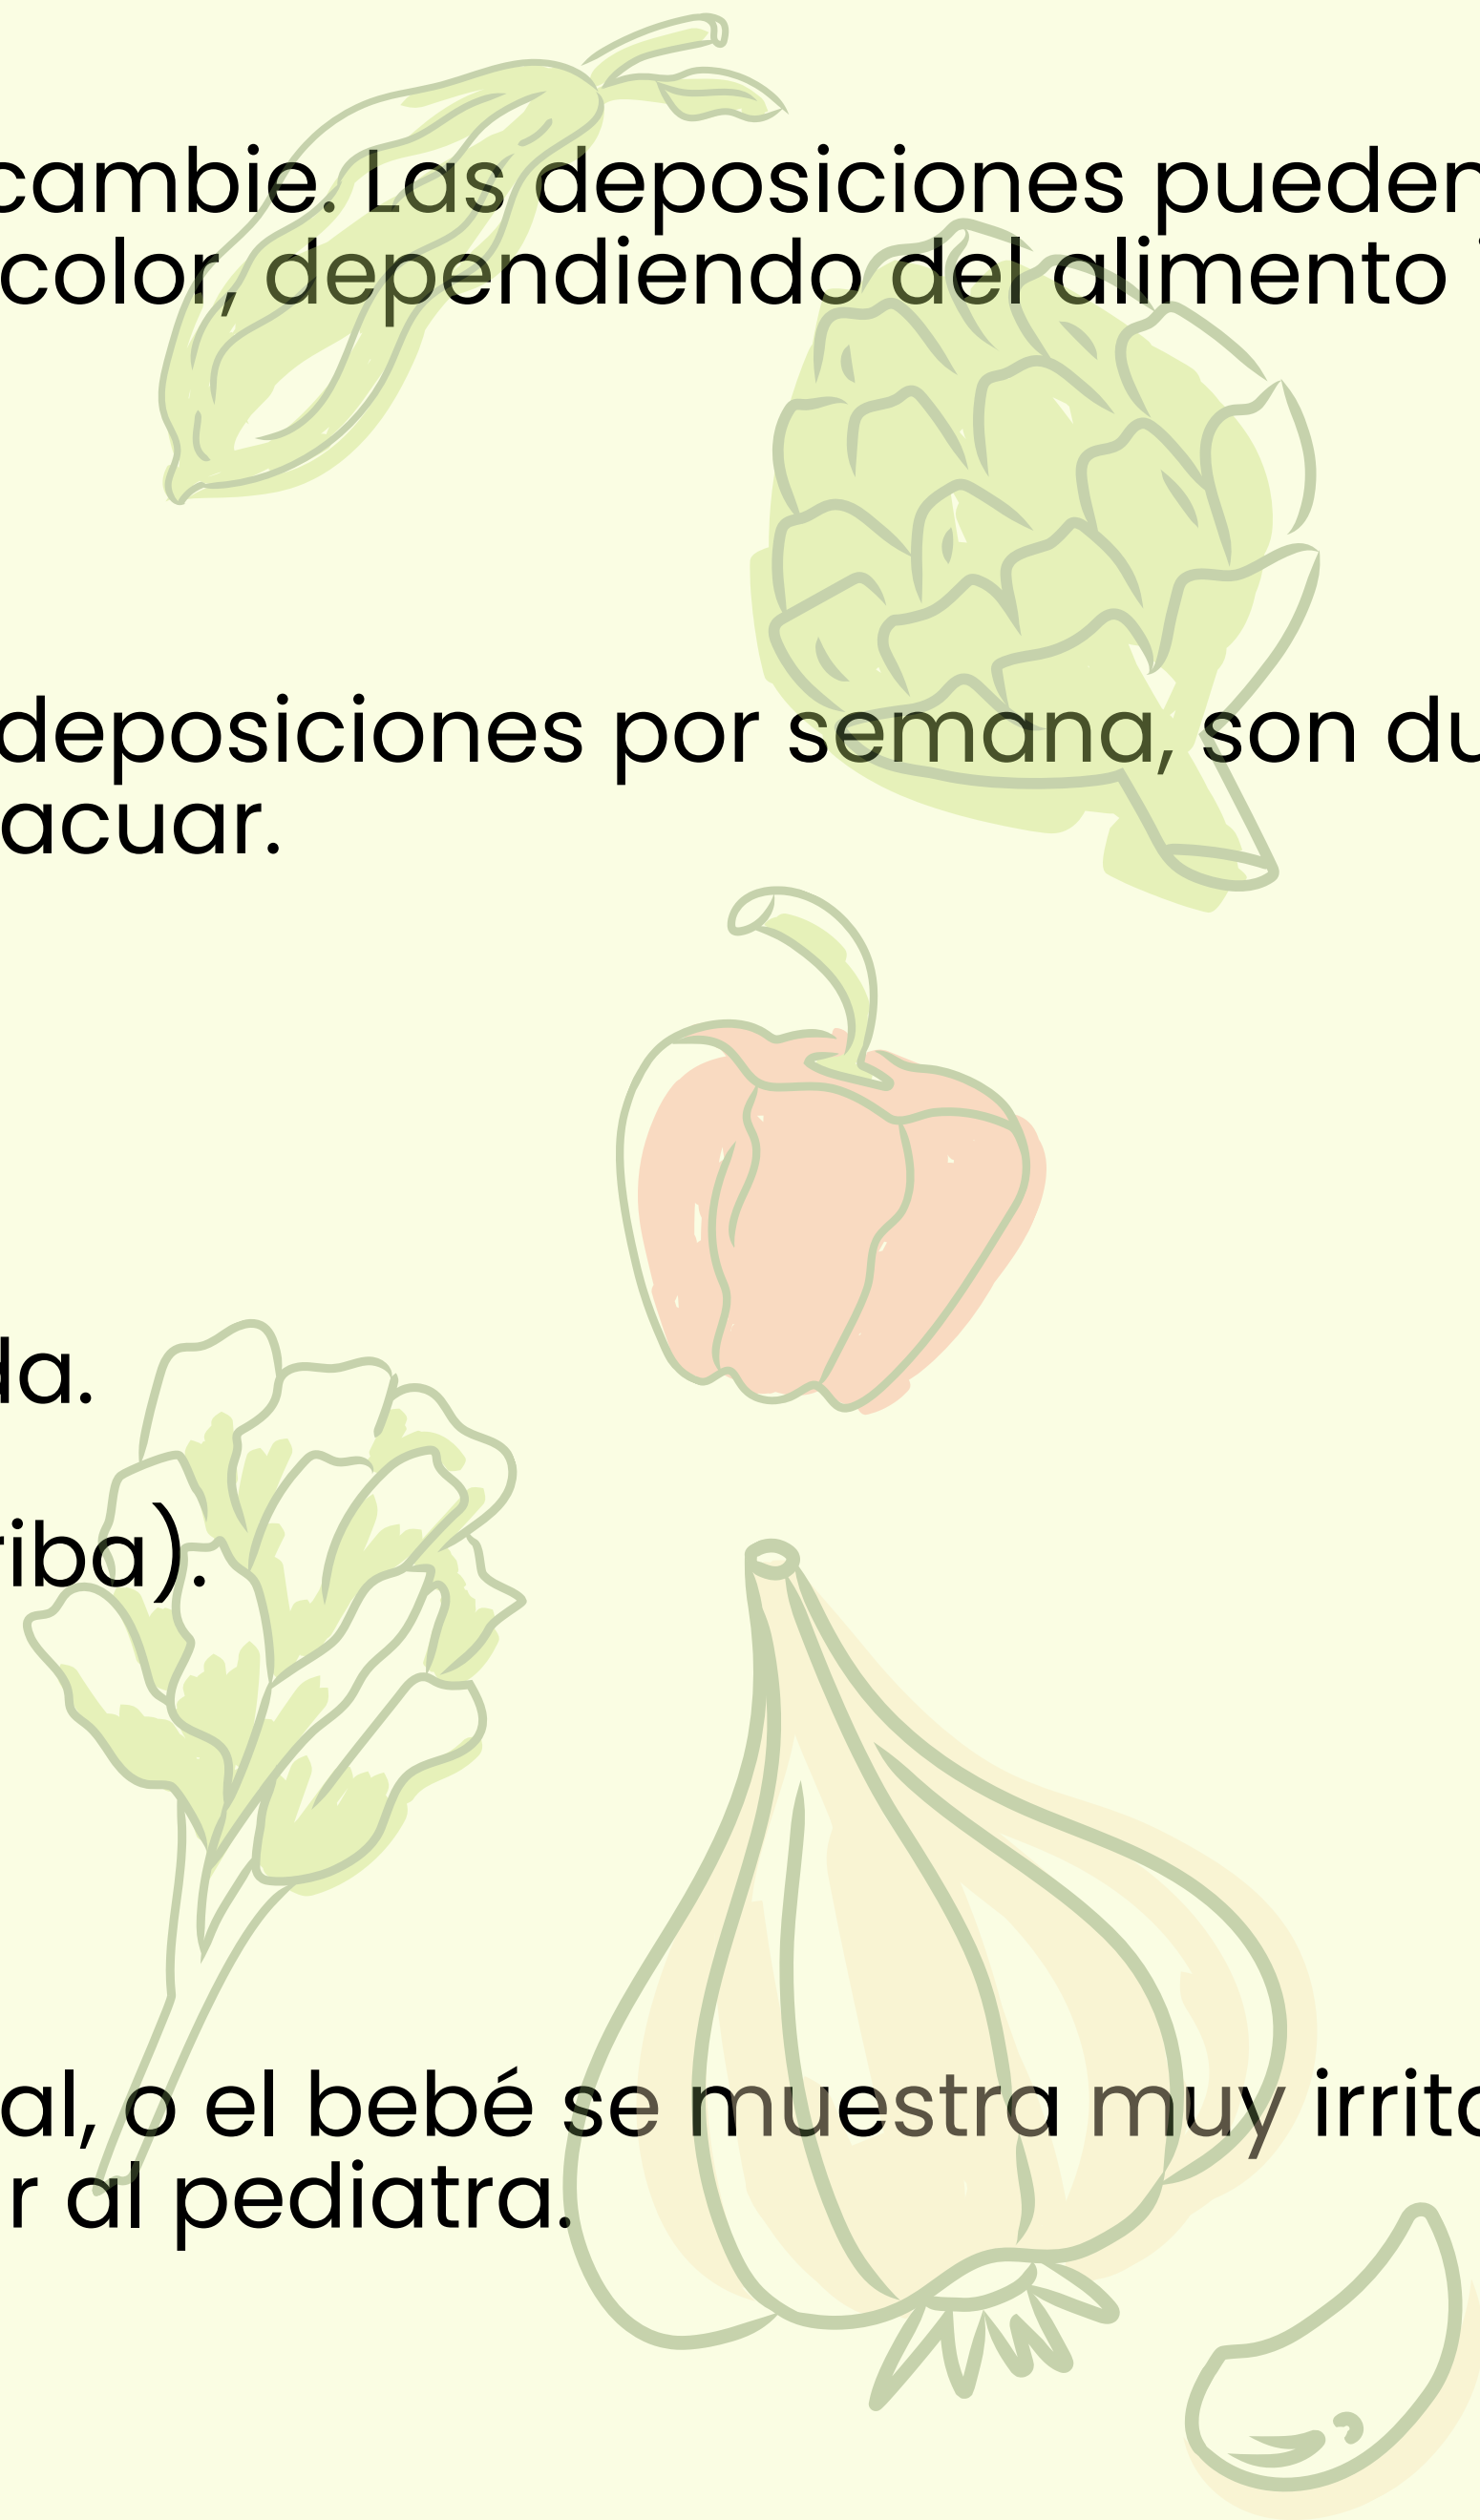 cambie. Las deposiciones pueden
color, dependiendo del alimento
deposiciones por semana, son du
acuar.
da.
riba).
al, o el bebé se muestra muy irrita
r al pediatra.